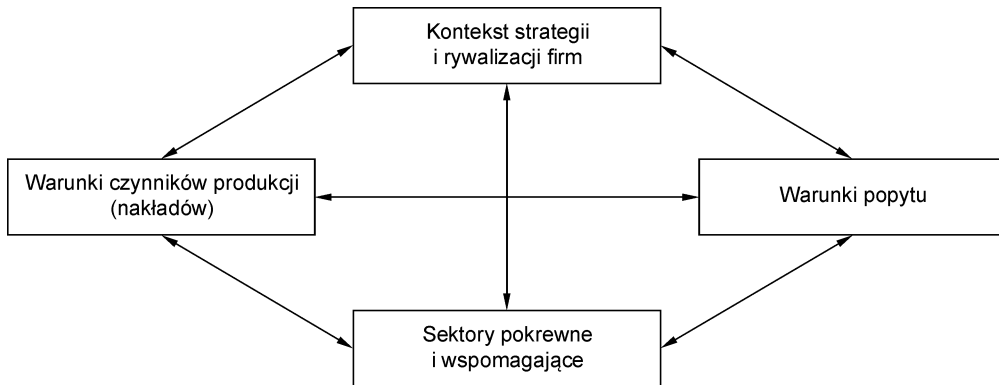 Kontekst strategii
i rywalizacji firm
Warunki czynników produkcji
(nakładów)
Warunki popytu
Sektory pokrewne
i wspomagające